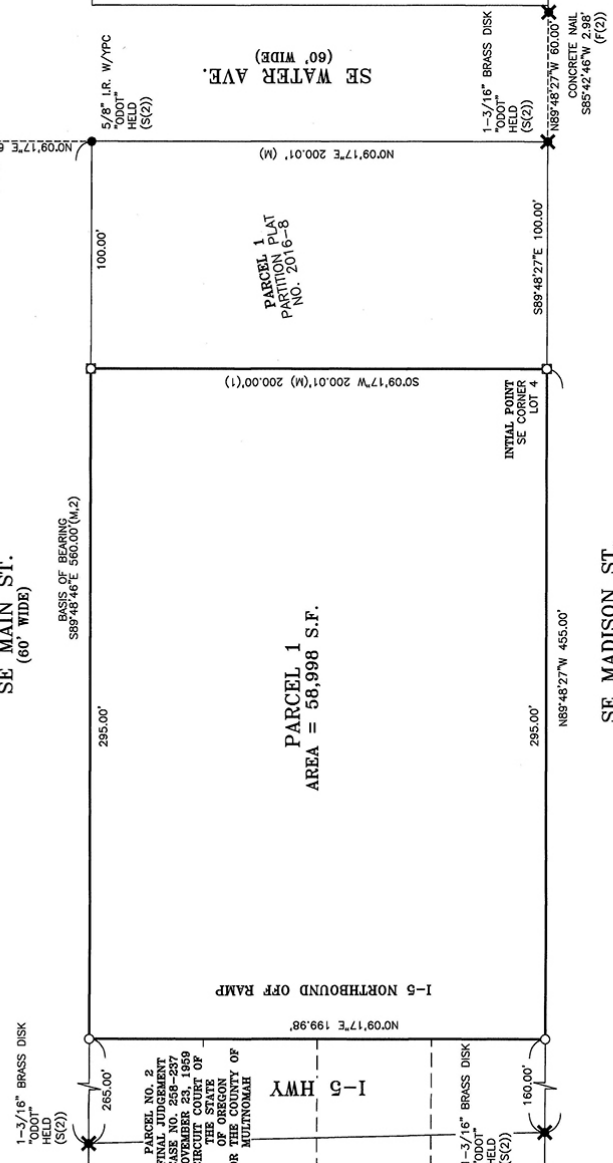 SE WATER AVE.
(60' WIDE)
5/8" I.R. W/YPC
"ODOT"
HELD
(S(2))
1-3/16" BRASS DISK
"ODOT"
HELD
(S(2))
N89°48'27"W 60.00'
CONCRETE NAIL
S85°42'46"W 2.98'
(F(2))
N0°09'17"E
N0°09'17"E 200.01' (M)
100.00'
PARCEL 1
PARTITION PLAT
NO. 2016-8
S89°48'27"E 100.00'
S0°09'17"W 200.01'(M) 200.00'(1)
INTIAL POINT
SE CORNER
LOT 4
SE MAIN ST.
(60' WIDE)
BASIS OF BEARING
S89°48'46"E 560.00'(M,2)
295.00'
PARCEL 1
AREA = 58,998 S.F.
295.00'
N89°48'27"W 455.00'
SE MADISON ST
I-5 NORTHBOUND OFF RAMP
N0°09'17"E 199.98'
1-3/16" BRASS DISK
"ODOT"
HELD
(S(2))
265.00'
PARCEL NO. 2
FINAL JUDGEMENT
CASE NO. 258-237
NOVEMBER 23, 1959
CIRCUIT COURT OF
THE STATE
OF OREGON
OR THE COUNTY OF
MULTNOMAH
I-5 HWY
1-3/16" BRASS DISK
"ODOT"
HELD
(S(2))
160.00'